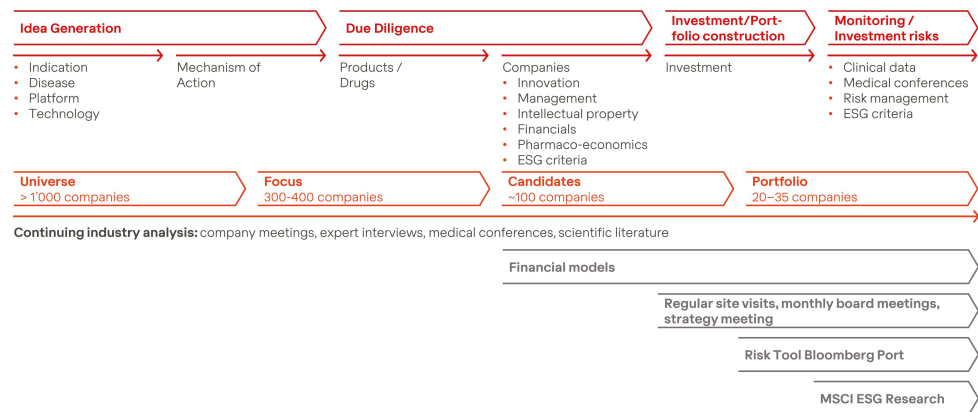 Idea Generation
Due Diligence
Investment/Port-
folio construction
Monitoring /
Investment risks
• Indication
• Disease
• Platform
• Technology
Mechanism of
Action
Products /
Drugs
Companies
• Innovation
• Management
• Intellectual property
• Financials
• Pharmaco-economics
• ESG criteria
Investment
• Clinical data
• Medical conferences
• Risk management
• ESG criteria
Universe
> 1'000 companies
Focus
300-400 companies
Candidates
~100 companies
Portfolio
20–35 companies
Continuing industry analysis: company meetings, expert interviews, medical conferences, scientific literature
Financial models
Regular site visits, monthly board meetings,
strategy meeting
Risk Tool Bloomberg Port
MSCI ESG Research